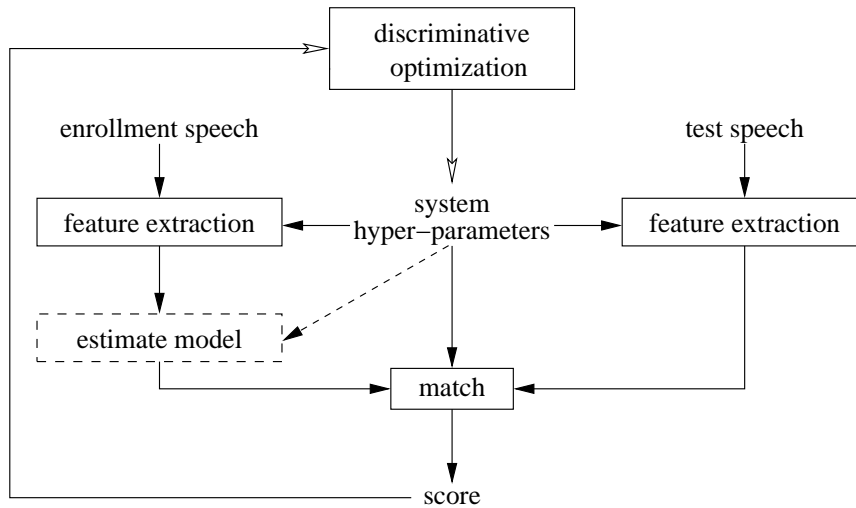 discriminative
optimization
enrollment speech
test speech
system
hyper−parameters
feature extraction
feature extraction
estimate model
match
score